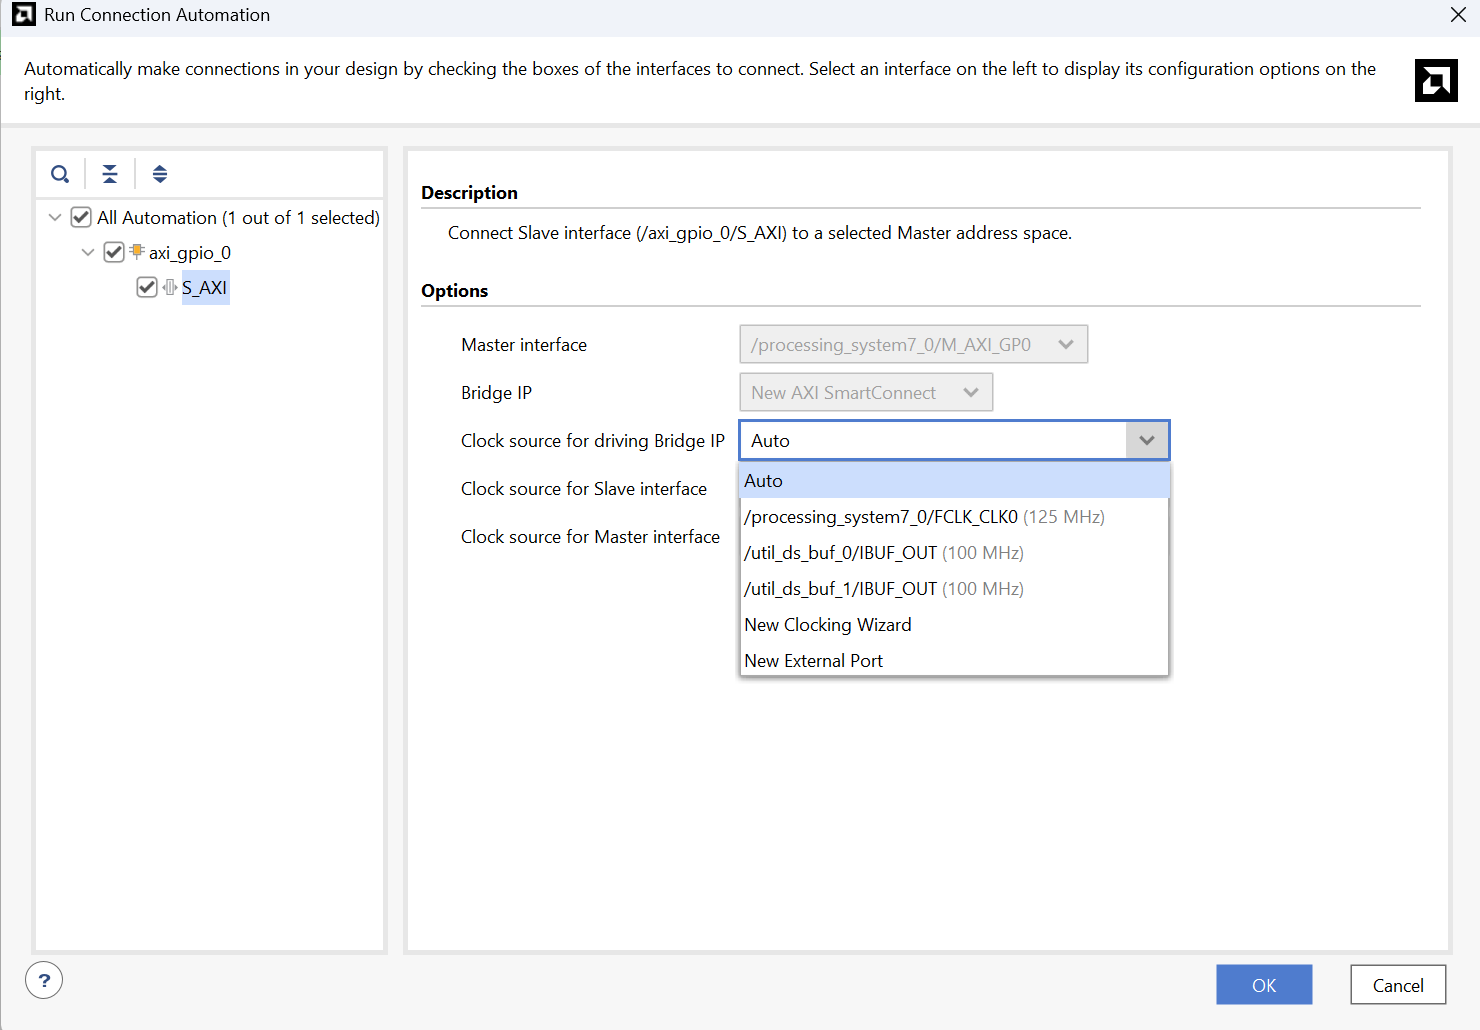 Run Connection Automation
Automatically make connections in your design by checking the boxes of the interfaces to connect. Select an interface on the left to display its configuration options on the
right.
All Automation (1 out of 1 selected)
axi_gpio_0
S_AXI
Description
Connect Slave interface (/axi_gpio_0/S_AXI) to a selected Master address space.
Options
Master interface
/processing_system7_0/M_AXI_GP0
Bridge IP
New AXI SmartConnect
Clock source for driving Bridge IP
Auto
Clock source for Slave interface
Clock source for Master interface
Auto
/processing_system7_0/FCLK_CLK0 (125 MHz)
/util_ds_buf_0/IBUF_OUT (100 MHz)
/util_ds_buf_1/IBUF_OUT (100 MHz)
New Clocking Wizard
New External Port
?
OK
Cancel